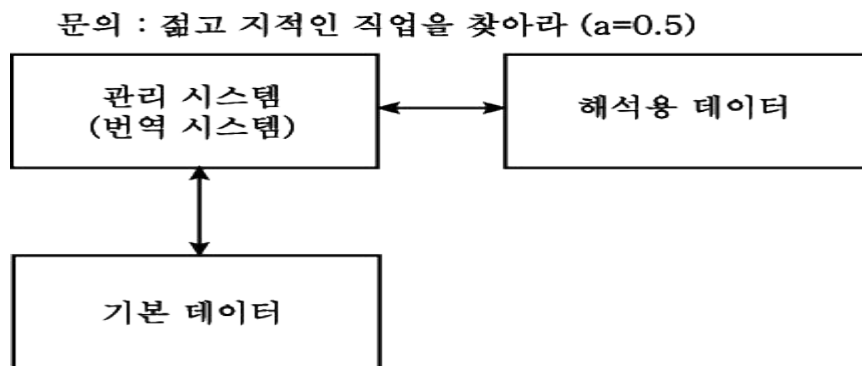 문의 : 젊고 지적인 직업을 찾아라 (a=0.5)
관리 시스템
(번역 시스템)
해석용 데이터
기본 데이터